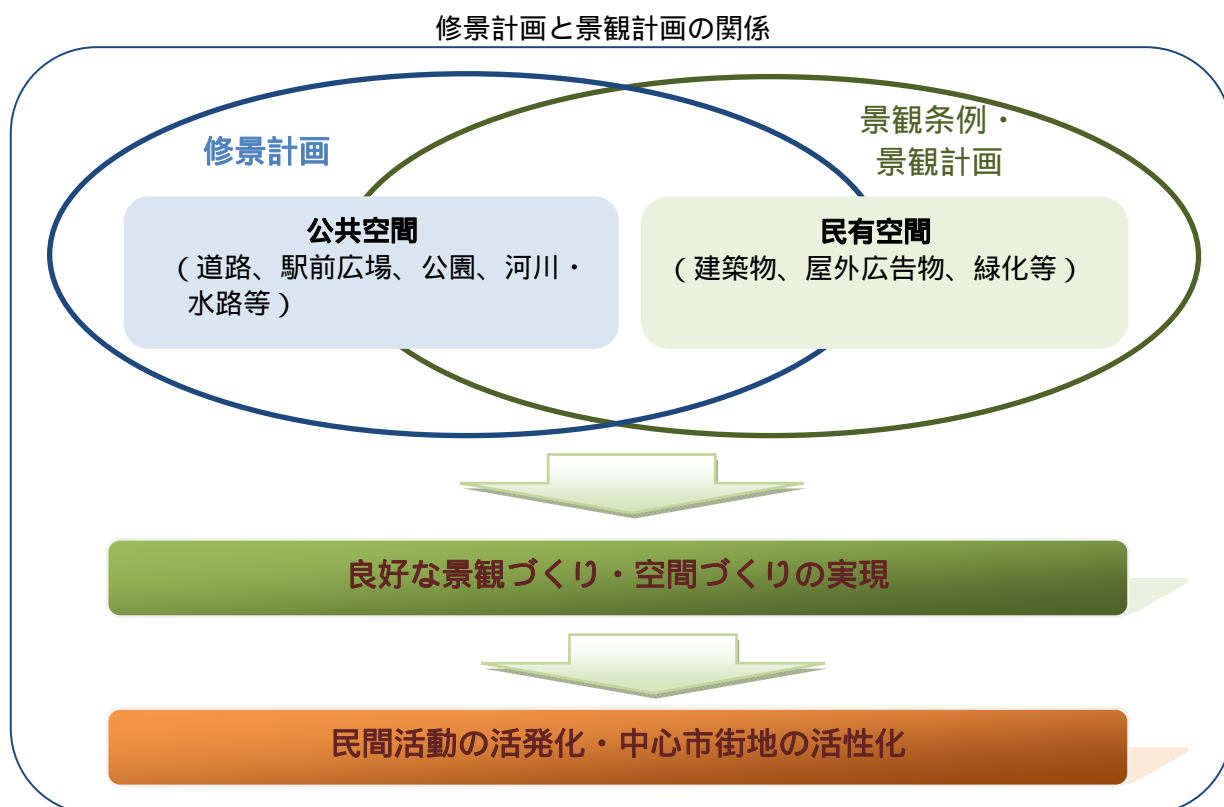 修景計画と景観計画の関係
修景計画
景観条例・
景観計画
公共空間
（道路、駅前広場、公園、河川・
水路等）
民有空間
（建築物、屋外広告物、緑化等）
良好な景観づくり・空間づくりの実現
民間活動の活発化・中心市街地の活性化